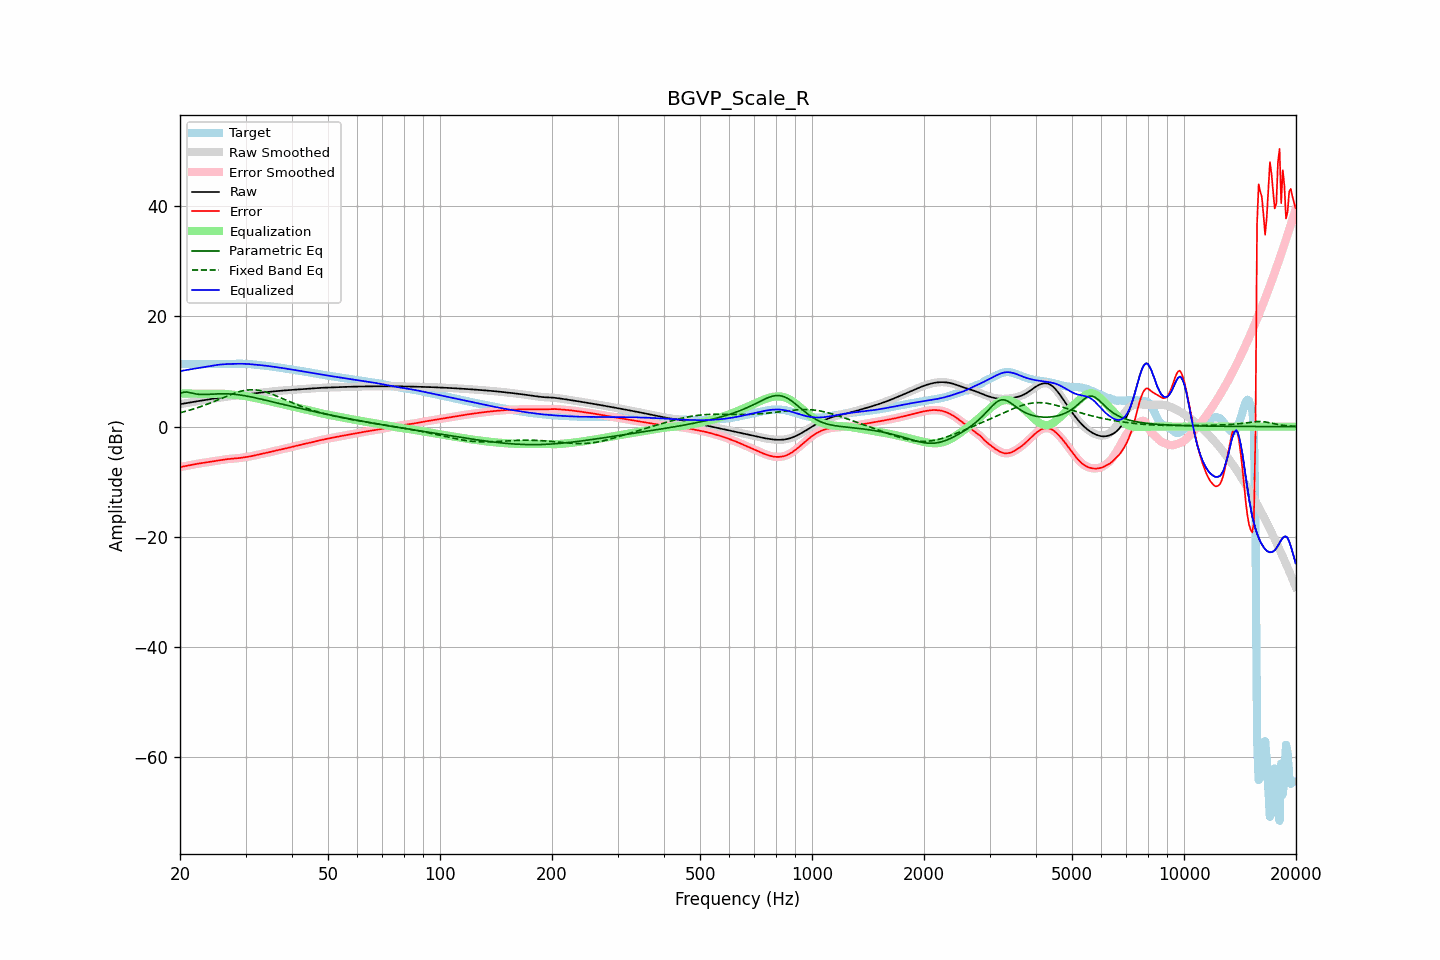 BGVP_Scale_R
Target
Raw Smoothed
Error Smoothed
Raw
Error
Equalization
Parametric Eq
Fixed Band Eq
Equalized
40
20
0
−20
−40
−60
Amplitude (dBr)
20 50 100 200 500 1000 2000 5000 10000 20000
Frequency (Hz)